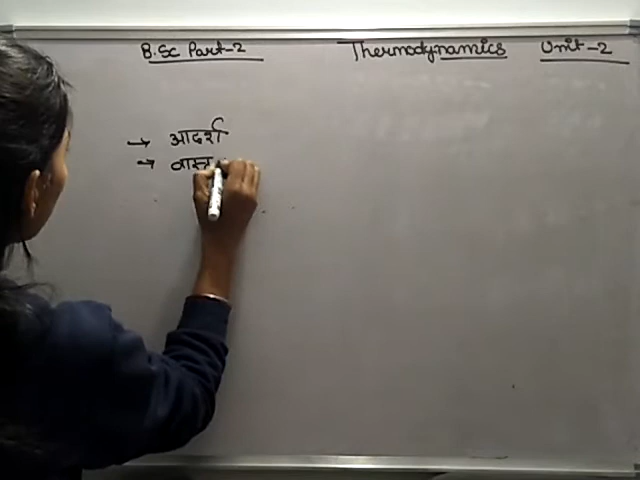 B.Sc Part-2 Thermodynamics Unit-2
→ आदर्श
→ वास्त